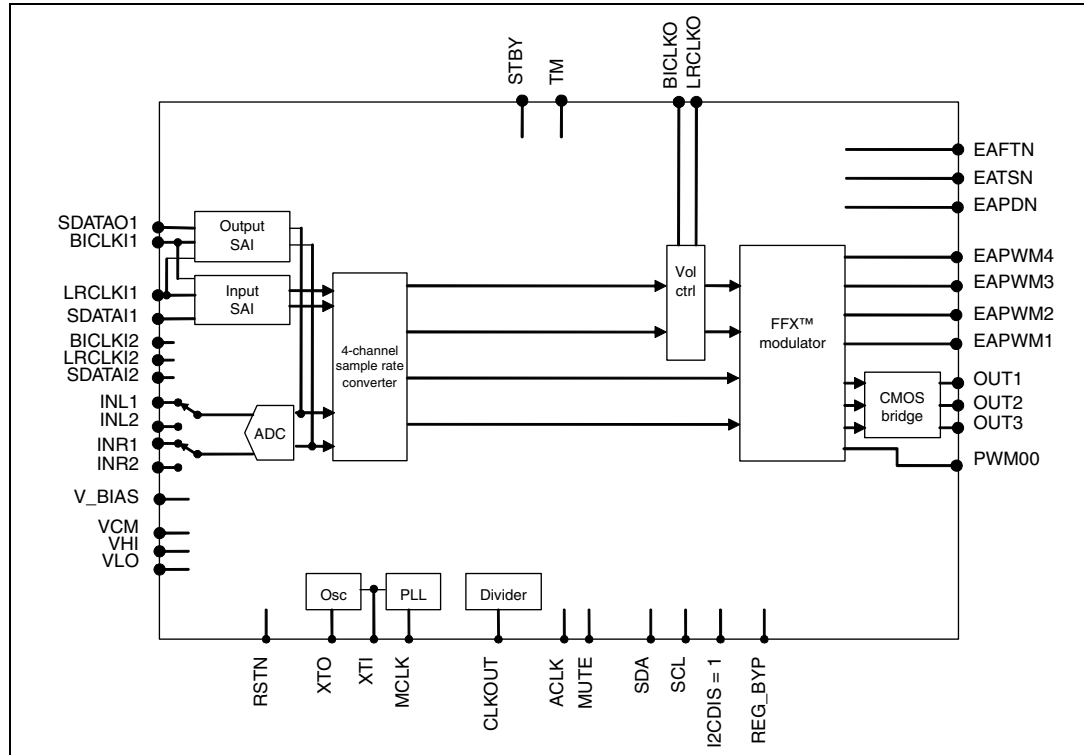 STBY
TM
BICLKO
LRCLKO
EAFTN
EATSN
EAPDN
EAPWM4
EAPWM3
EAPWM2
EAPWM1
OUT1
OUT2
OUT3
PWM00
SDATAO1
BICLKI1
LRCLKI1
SDATAI1
BICLKI2
LRCLKI2
SDATAI2
INL1
INL2
INR1
INR2
V_BIAS
VCM
VHI
VLO
Output
SAI
Input
SAI
ADC
4-channel
sample rate
converter
Vol
ctrl
FFX™
modulator
CMOS
bridge
Osc
PLL
Divider
RSTN
XTO
XTI
MCLK
CLKOUT
ACLK
MUTE
SDA
SCL
I2CDIS = 1
REG_BYP